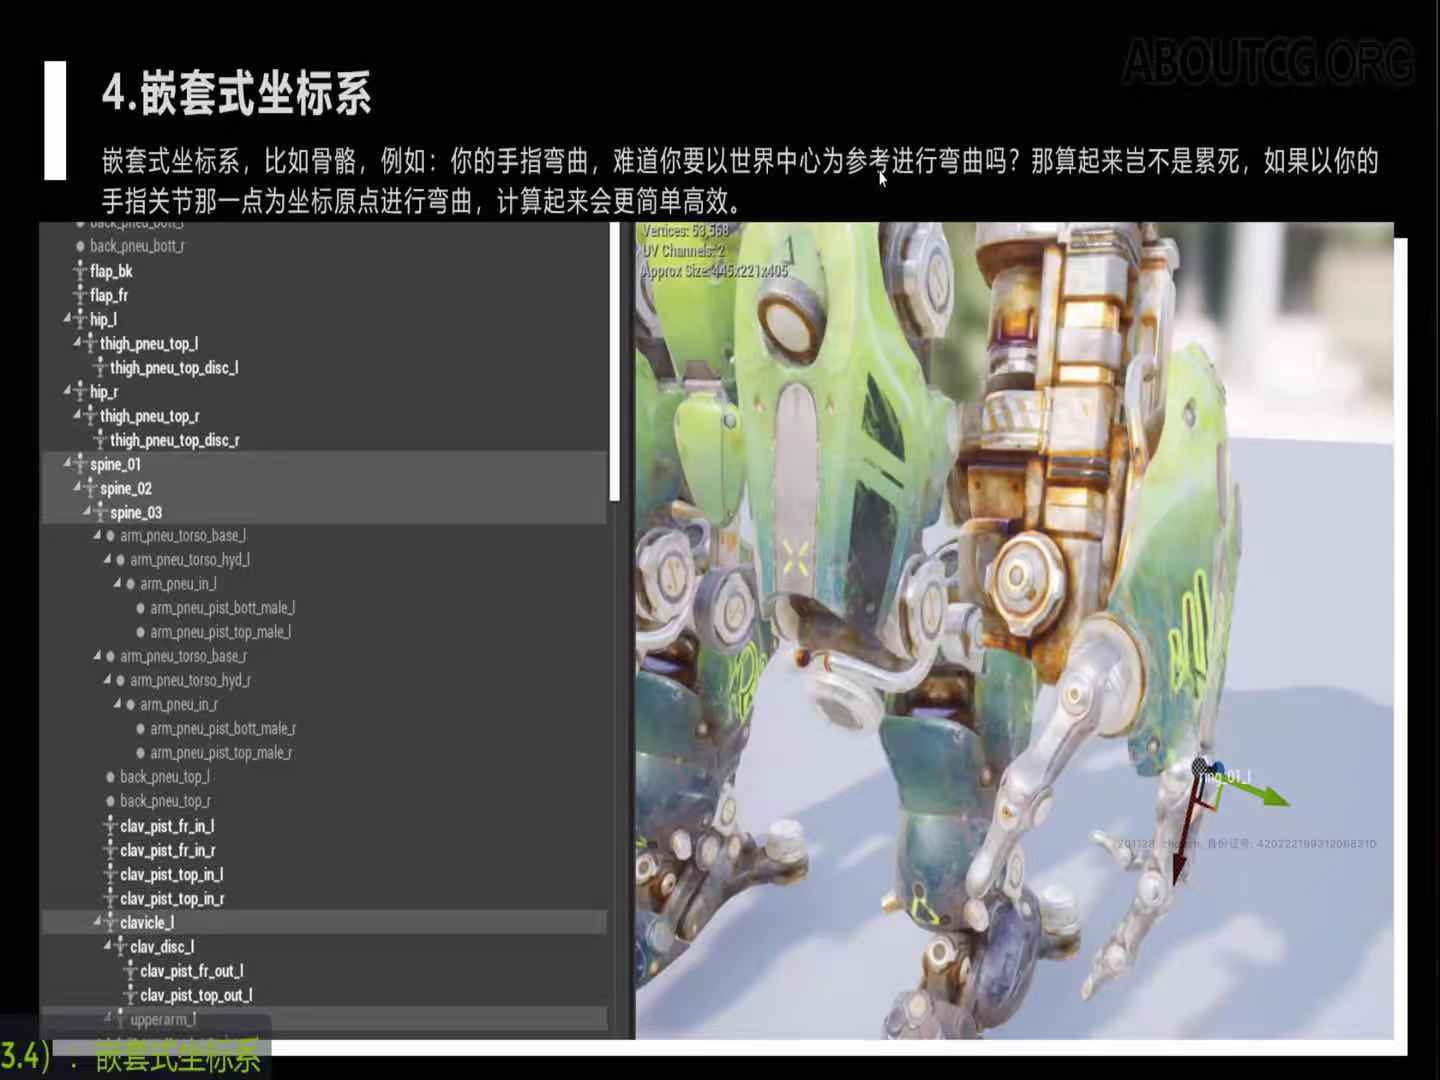 ABOUTCG.ORG
4.嵌套式坐标系
嵌套式坐标系，比如骨骼，例如：你的手指弯曲，难道你要以世界中心为参考进行弯曲吗？那算起来岂不是累死，如果以你的
手指关节那一点为坐标原点进行弯曲，计算起来会更简单高效。
back_pneu_bott_l
back_pneu_bott_r
flap_bk
flap_fr
hip_l
thigh_pneu_top_l
thigh_pneu_top_disc_l
hip_r
thigh_pneu_top_r
thigh_pneu_top_disc_r
spine_01
spine_02
spine_03
arm_pneu_torso_base_l
arm_pneu_torso_hyd_l
arm_pneu_in_l
arm_pneu_pist_bott_male_l
arm_pneu_pist_top_male_l
arm_pneu_torso_base_r
arm_pneu_torso_hyd_r
arm_pneu_in_r
arm_pneu_pist_bott_male_r
arm_pneu_pist_top_male_r
back_pneu_top_l
back_pneu_top_r
clav_pist_fr_in_l
clav_pist_fr_in_r
clav_pist_top_in_l
clav_pist_top_in_r
clavicle_l
clav_disc_l
clav_pist_fr_out_l
clav_pist_top_out_l
upperarm_l
Vertices: 53,568
UV Channels: 2
Approx Size: 445x221x405
ring_01_l
3.4）：嵌套式坐标系